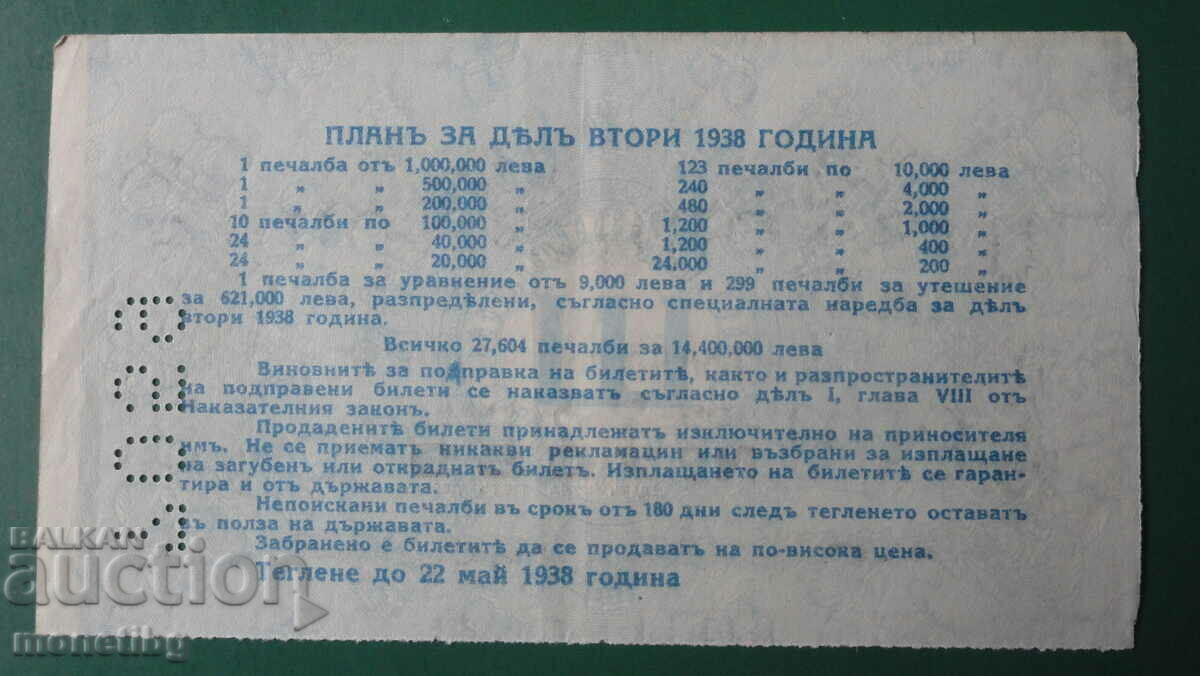 ПЛАНЪ ЗА ДѢЛЪ ВТОРИ 1938 ГОДИНА
1 печалба отъ 1,000,000 лева 123 печалби по 10,000 лева
1 „ „ 500,000 „ 240 „ „ 4,000 „
1 „ „ 200,000 „ 480 „ „ 2,000 „
10 печалби по 100,000 „ 1,200 „ „ 1,000 „
24 „ „ 40,000 „ 1,200 „ „ 400 „
24 „ „ 20,000 „ 24.000 „ „ 200 „
1 печалба за уравнение отъ 9,000 лева и 299 печалби за утешение
за 621,000 лева, разпредѣлени, съгласно специалната наредба за дѣлъ
втори 1938 година.
Всичко 27,604 печалби за 14,400,000 лева
Виновнитѣ за подправка на билетитѣ, както и разпространителитѣ
на подправени билети се наказватъ съгласно дѣлъ I, глава VIII отъ
Наказателния законъ.
Продаденитѣ билети принадлежатъ изключително на приносителя
имъ. Не се приематъ никакви рекламации или възбрани за изплащане
на загубенъ или откраднатъ билетъ. Изплащането на билетитѣ се гаран-
тира и отъ държавата.
Непоискани печалби въ срокъ отъ 180 дни следъ тегленето оставатъ
въ полза на държавата.
Забранено е билетитѣ да се продаватъ на по-висока цена.
Теглене до 22 май 1938 година
BALKAN
auction
monetibg